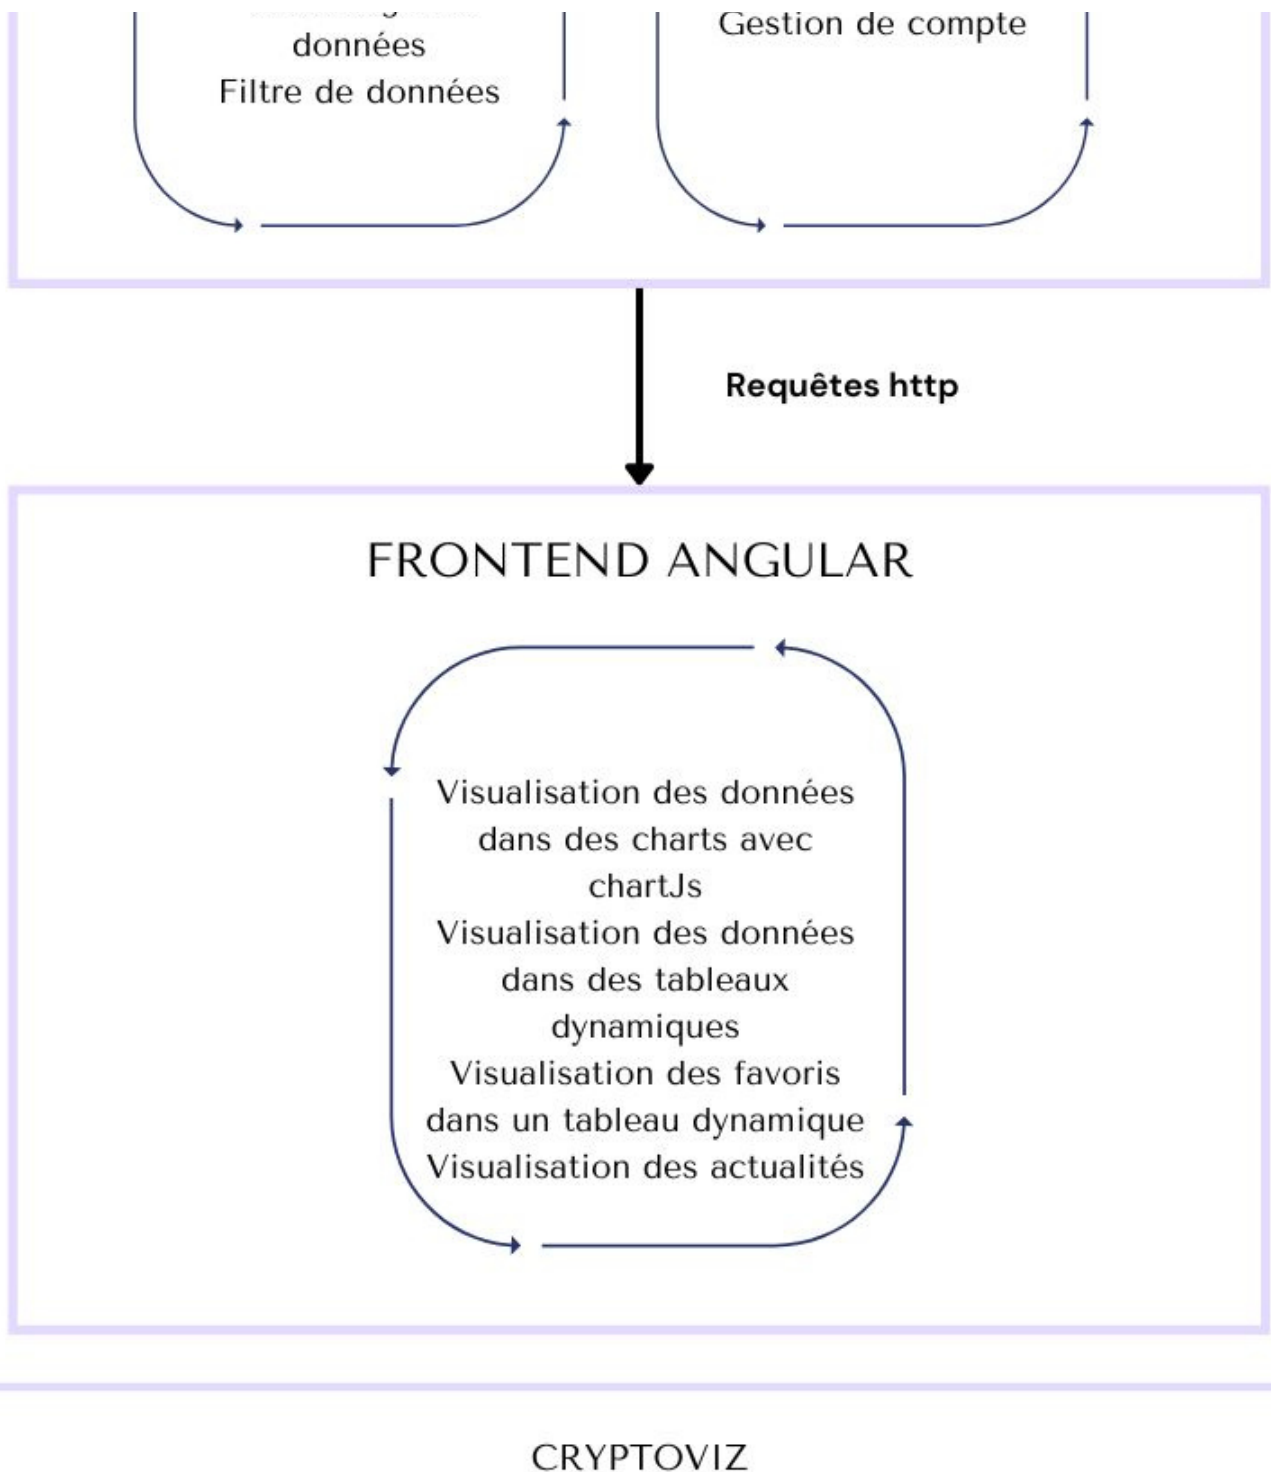 données
Filtre de données
Gestion de compte
Requêtes http
FRONTEND ANGULAR
Visualisation des données
dans des charts avec
chartJs
Visualisation des données
dans des tableaux
dynamiques
Visualisation des favoris
dans un tableau dynamique
Visualisation des actualités
CRYPTOVIZ